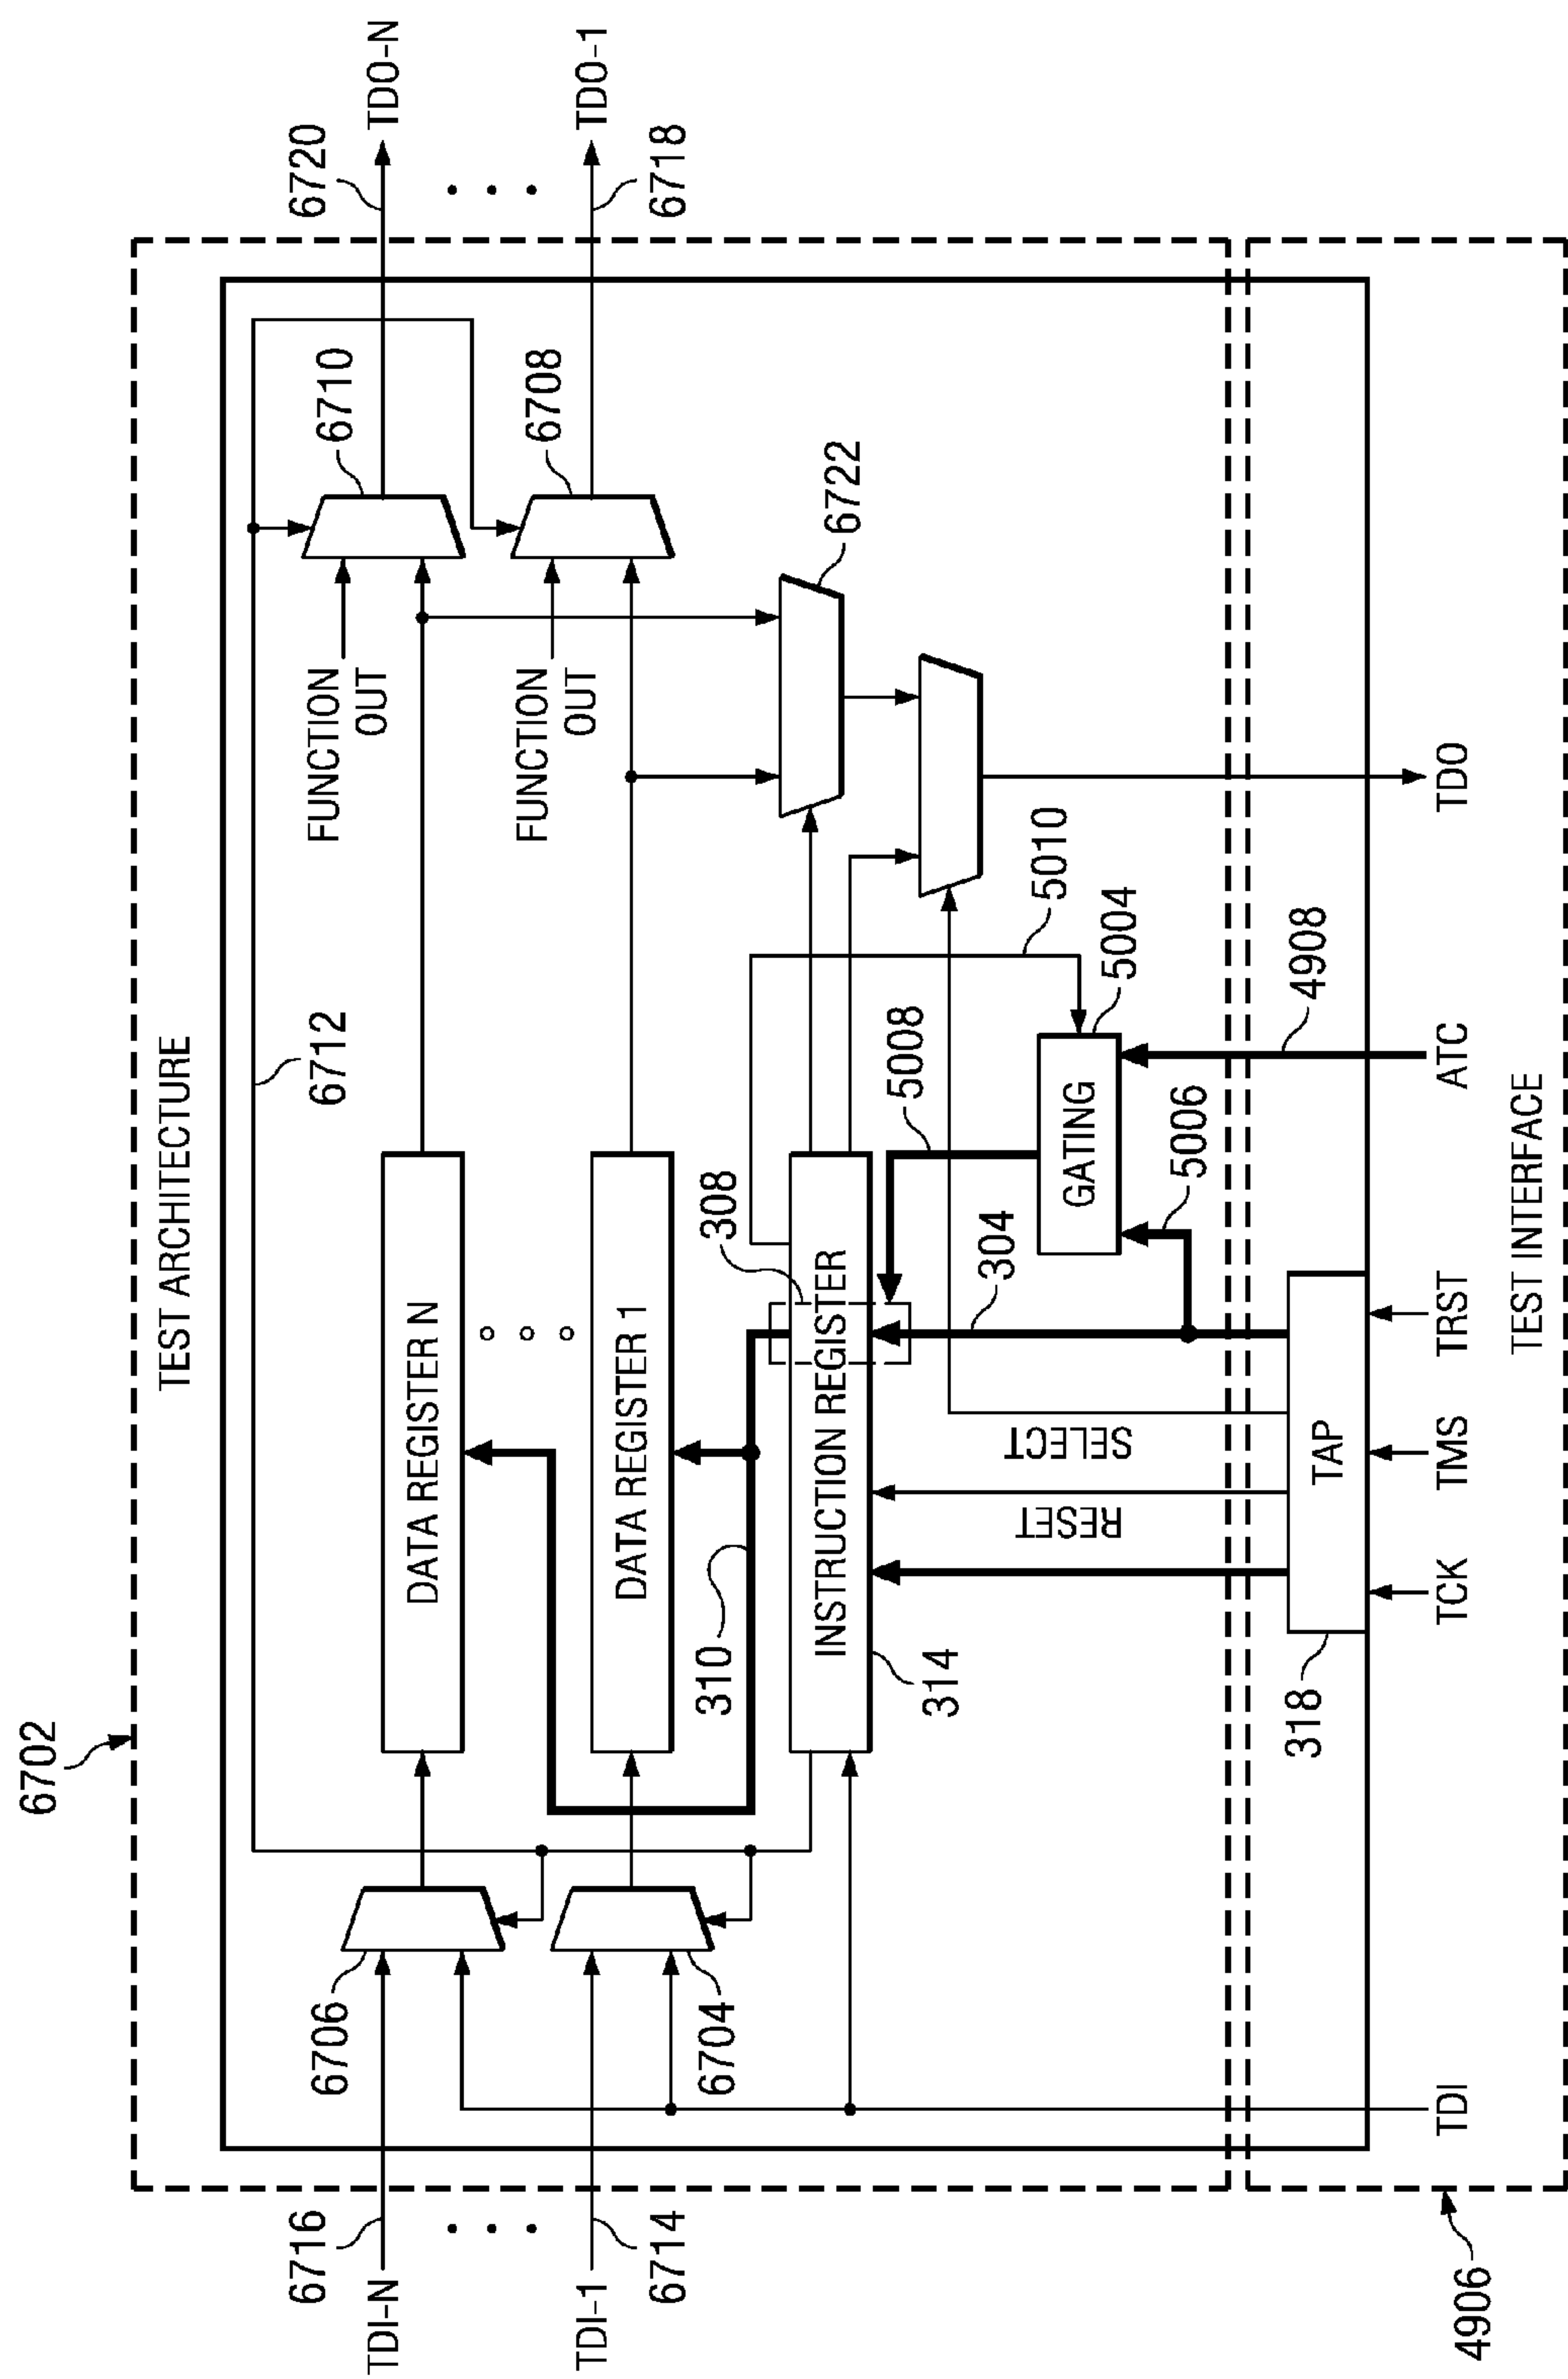 6702
TEST ARCHITECTURE
6712
6716
TDI-N
6706
DATA REGISTER N
FUNCTION
OUT
6710
6720
TDO-N
TDI-1
6714
6704
310
DATA REGISTER 1
308
FUNCTION
OUT
6708
TDO-1
6718
6722
INSTRUCTION REGISTER
314
5008
5010
304
GATING
5004
5006
RESET
SELECT
318
TAP
4908
TDI
TCK
TMS
TRST
ATC
TDO
4906
TEST INTERFACE